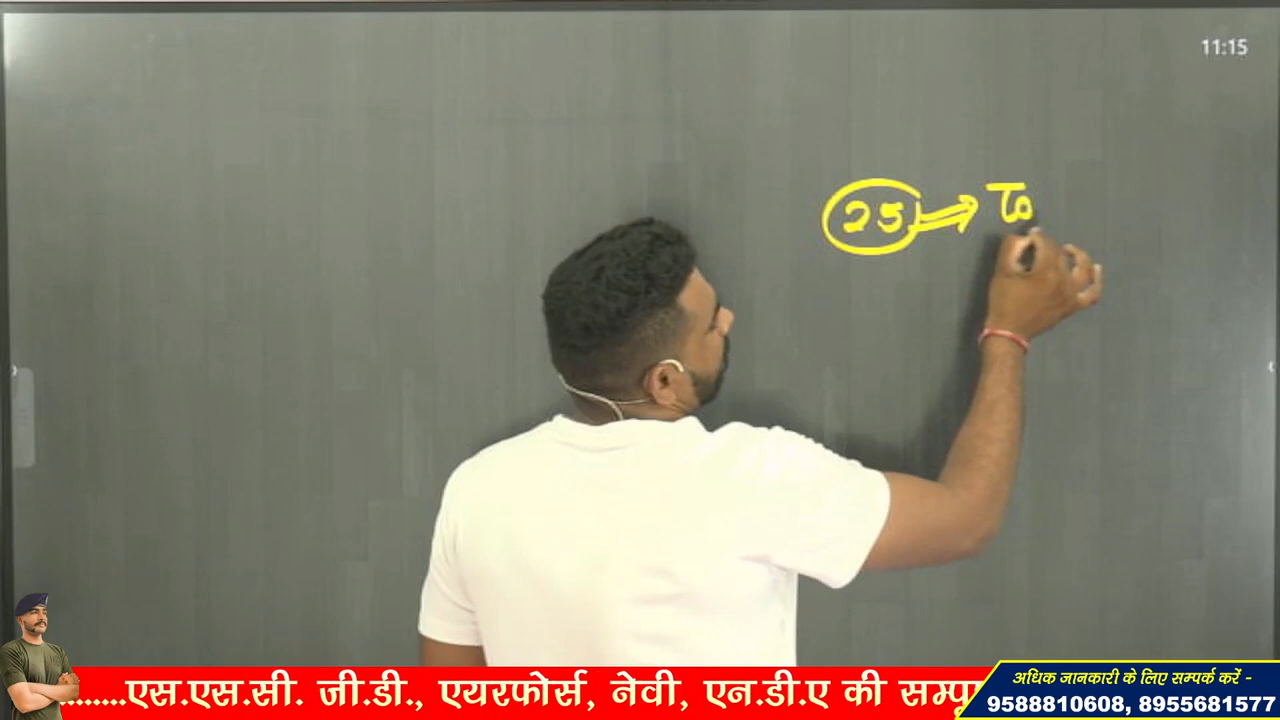 11:15
25 ⇒
........एस.एस.सी. जी.डी., एयरफोर्स, नेवी, एन.डी.ए की सम्पू
अधिक जानकारी के लिए सम्पर्क करें -
9588810608, 8955681577